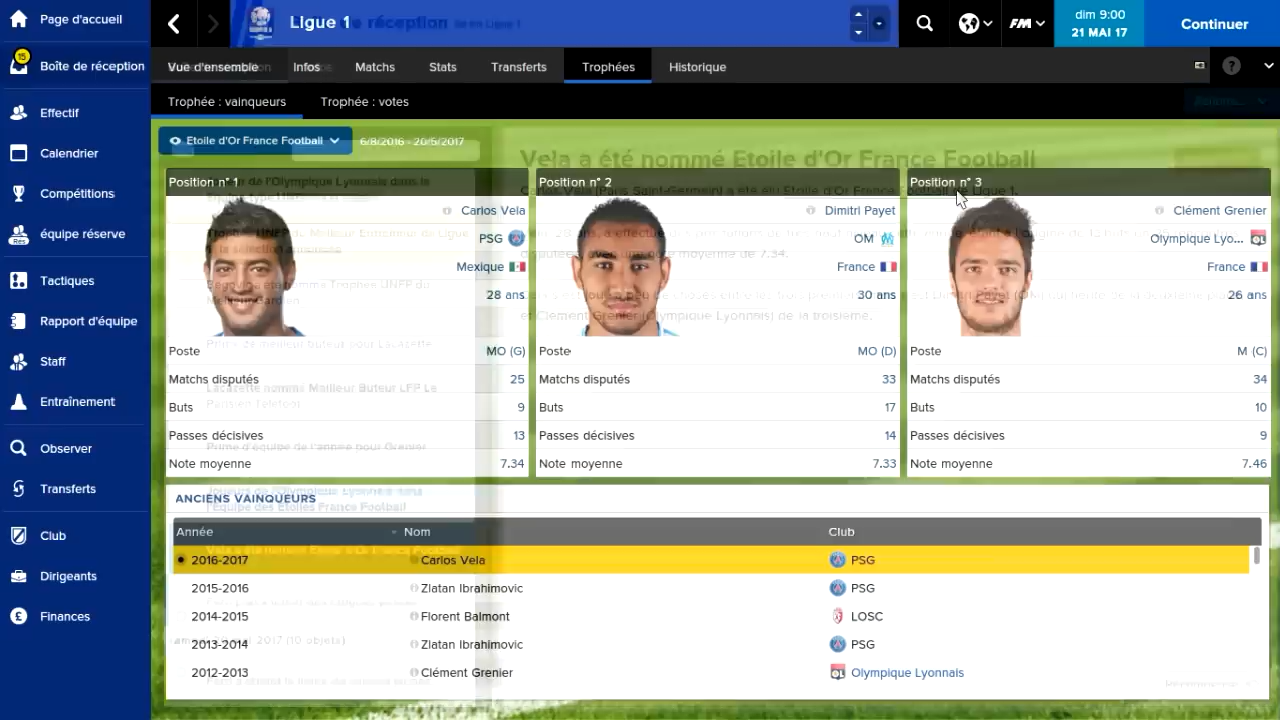 Page d'accueil
Boîte de réception
15
Effectif
Calendrier
Compétitions
équipe réserve
Res
Tactiques
Rapport d'équipe
Staff
Entraînement
Observer
Transferts
Club
Dirigeants
Finances
Ligue 1
de réception
FM
dim 9:00
21 MAI 17
Continuer
Vue d'ensemble
Infos
Matchs
Stats
Transferts
Trophées
Historique
Trophée : vainqueurs
Trophée : votes
Etoile d'Or France Football
6/8/2016 - 20/5/2017
Vela a été nommé Etoile d'Or France Football
Position n° 1
Carlos Vela
PSG
Mexique
28 ans
Poste MO (G)
Matchs disputés 25
Buts 9
Passes décisives 13
Note moyenne 7.34
Position n° 2
Dimitri Payet
OM
France
30 ans
Poste MO (D)
Matchs disputés 33
Buts 17
Passes décisives 14
Note moyenne 7.33
Position n° 3
Clément Grenier
Olympique Lyo...
France
26 ans
Poste M (C)
Matchs disputés 34
Buts 10
Passes décisives 9
Note moyenne 7.46
ANCIENS VAINQUEURS
Année Nom Club
2016-2017 Carlos Vela PSG
2015-2016 Zlatan Ibrahimovic PSG
2014-2015 Florent Balmont LOSC
2013-2014 Zlatan Ibrahimovic PSG
2012-2013 Clément Grenier Olympique Lyonnais